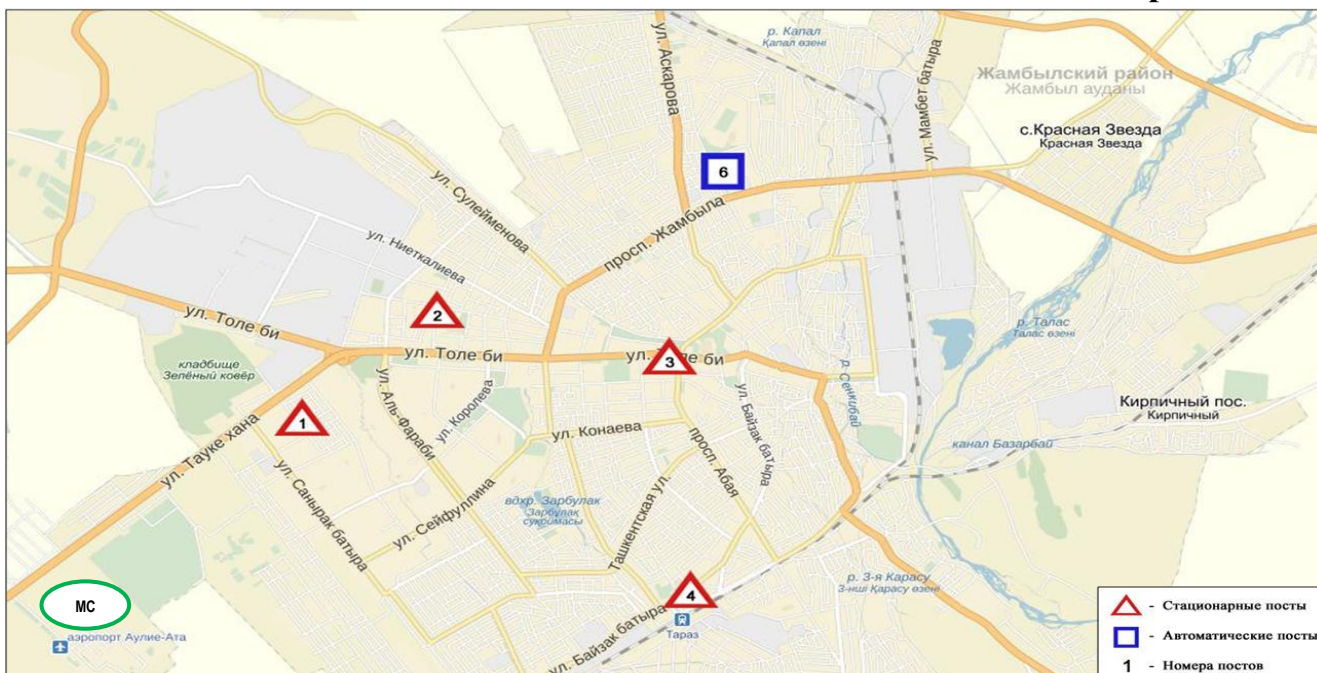 ул. Аскарова
р. Капал
Қапал өзені
ул. Мамбет батыра
Жамбылский район
Жамбыл ауданы
с.Красная Звезда
Красная Звезда
6
ул. Сулейменова
ул. Ниеткалиева
просп. Жамбыла
2
ул. Толе би
ул. Толе би
3
ул. Толе би
р. Талас
Талас өзені
кладбище
Зелёный ковёр
р. Сенкибай
1
ул. Тауке хана
ул. Аль-Фараби
ул. Королева
ул. Конаева
просп. Абая
ул. Байзак батыра
Кирпичный пос.
Кирпичный
канал Базарбай
ул. Санырак батыра
ул. Сейфуллина
вдхр. Зарбулак
Зарбұлақ
суқоймасы
Ташкентская ул.
р. 3-я Карасу
3-нші Қарасу өзені
МС
аэропорт Аулие-Ата
4
Тараз
ул. Байзак батыра
- Стационарные посты
- Автоматические посты
1 - Номера постов